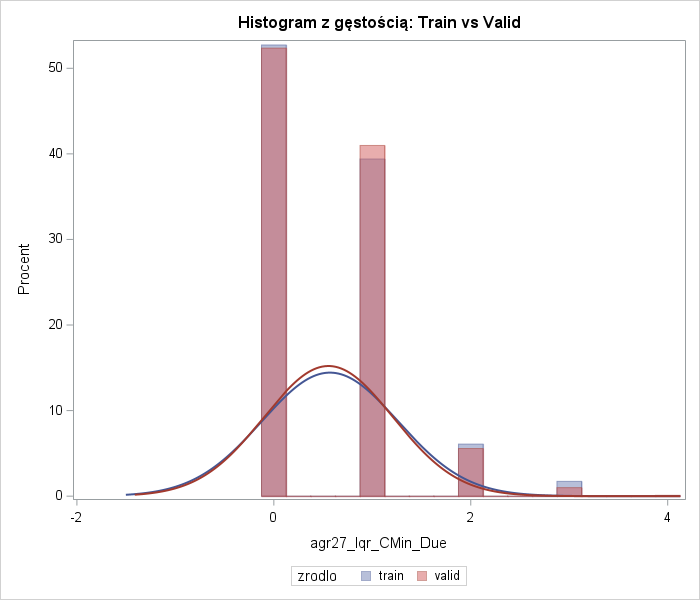 Histogram z gęstością: Train vs Valid
50
40
30
20
10
0
Procent
-2
0
2
4
agr27_Iqr_CMin_Due
zrodlo train valid